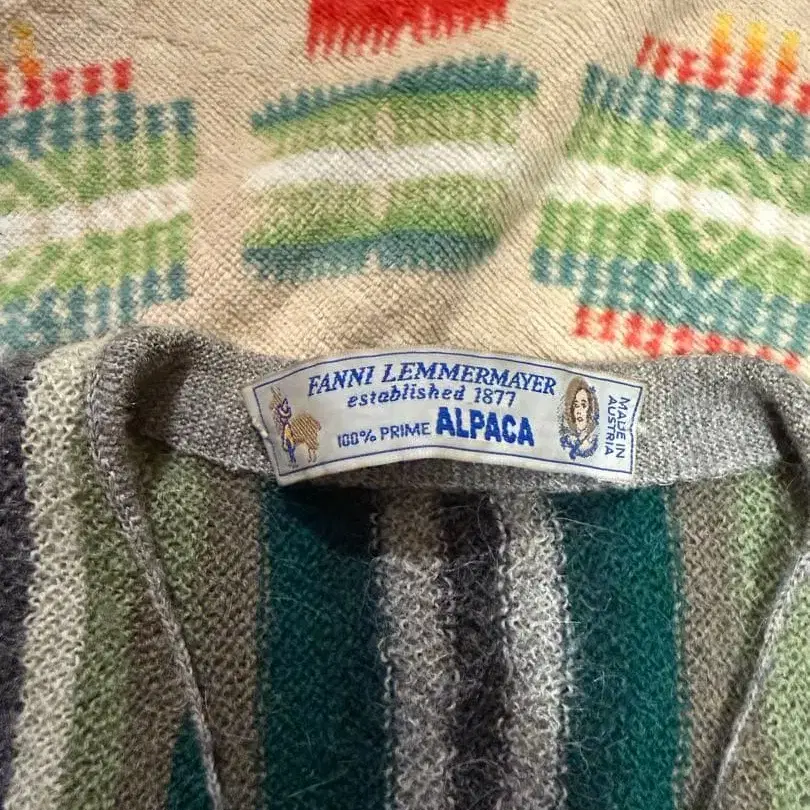 FANNI LEMMERMAYER
established 1877
100% PRIME ALPACA
MADE IN
AUSTRIA